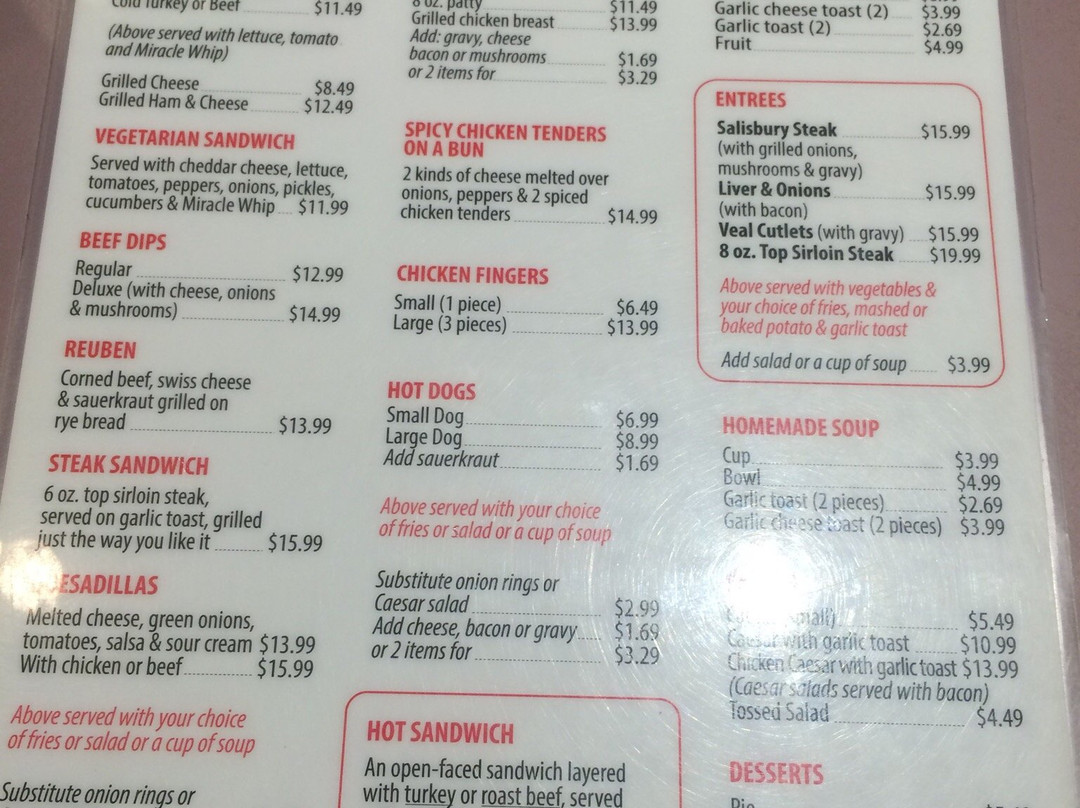 Cold Turkey or Beef $11.49
(Above served with lettuce, tomato
and Miracle Whip)
Grilled Cheese $8.49
Grilled Ham & Cheese $12.49
VEGETARIAN SANDWICH
Served with cheddar cheese, lettuce,
tomatoes, peppers, onions, pickles,
cucumbers & Miracle Whip $11.99
BEEF DIPS
Regular $12.99
Deluxe (with cheese, onions
& mushrooms) $14.99
REUBEN
Corned beef, swiss cheese
& sauerkraut grilled on
rye bread $13.99
STEAK SANDWICH
6 oz. top sirloin steak,
served on garlic toast, grilled
just the way you like it $15.99
QUESADILLAS
Melted cheese, green onions,
tomatoes, salsa & sour cream $13.99
With chicken or beef $15.99
Above served with your choice
of fries or salad or a cup of soup
Substitute onion rings or
8 oz. patty $11.49
Grilled chicken breast $13.99
Add: gravy, cheese
bacon or mushrooms $1.69
or 2 items for $3.29
SPICY CHICKEN TENDERS
ON A BUN
2 kinds of cheese melted over
onions, peppers & 2 spiced
chicken tenders $14.99
CHICKEN FINGERS
Small (1 piece) $6.49
Large (3 pieces) $13.99
HOT DOGS
Small Dog $6.99
Large Dog $8.99
Add sauerkraut $1.69
Above served with your choice
of fries or salad or a cup of soup
Substitute onion rings or
Caesar salad $2.99
Add cheese, bacon or gravy $1.69
or 2 items for $3.29
HOT SANDWICH
An open-faced sandwich layered
with turkey or roast beef, served
Garlic cheese toast (2) $3.99
Garlic toast (2) $2.69
Fruit $4.99
ENTREES
Salisbury Steak $15.99
(with grilled onions,
mushrooms & gravy)
Liver & Onions $15.99
(with bacon)
Veal Cutlets (with gravy) $15.99
8 oz. Top Sirloin Steak $19.99
Above served with vegetables &
your choice of fries, mashed or
baked potato & garlic toast
Add salad or a cup of soup $3.99
HOMEMADE SOUP
Cup $3.99
Bowl $4.99
Garlic toast (2 pieces) $2.69
Garlic cheese toast (2 pieces) $3.99
Caesar (small) $5.49
Caesar with garlic toast $10.99
Chicken Caesar with garlic toast $13.99
(Caesar salads served with bacon)
Tossed Salad $4.49
DESSERTS
Pie